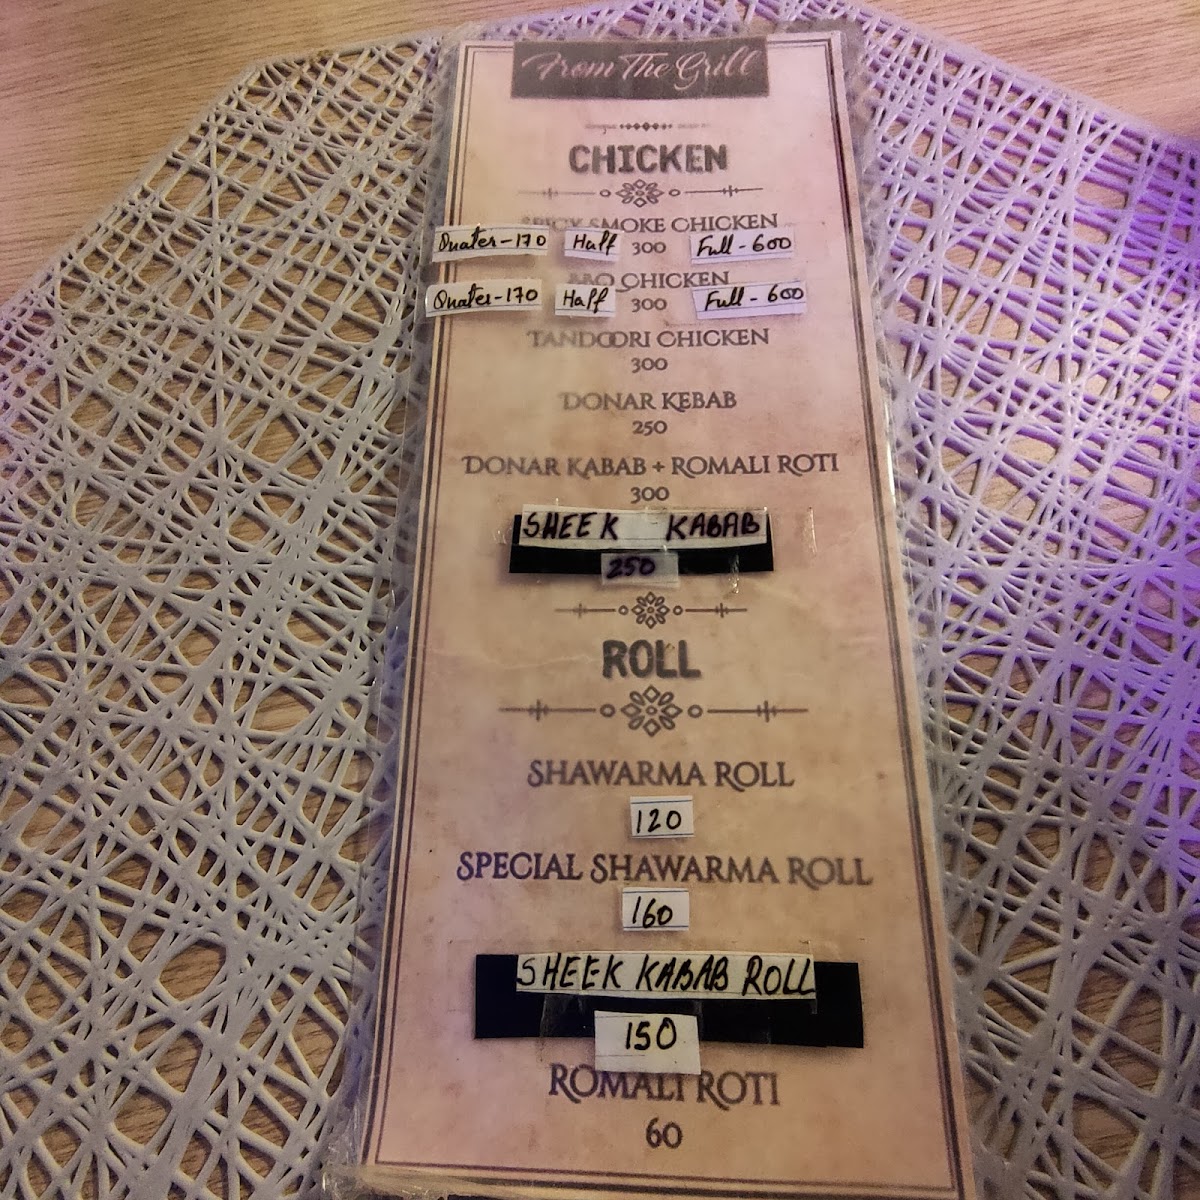 From The Grill
CHICKEN
SPICY SMOKE CHICKEN
Quater-170 Half 300 Full-600
CHICKEN
Quater-170 Half 300 Full-600
TANDOORI CHICKEN
300
DONAR KEBAB
250
DONAR KABAB + ROMALI ROTI
300
SHEEK KABAB
250
ROLL
SHAWARMA ROLL
120
SPECIAL SHAWARMA ROLL
160
SHEEK KABAB ROLL
150
ROMALI ROTI
60